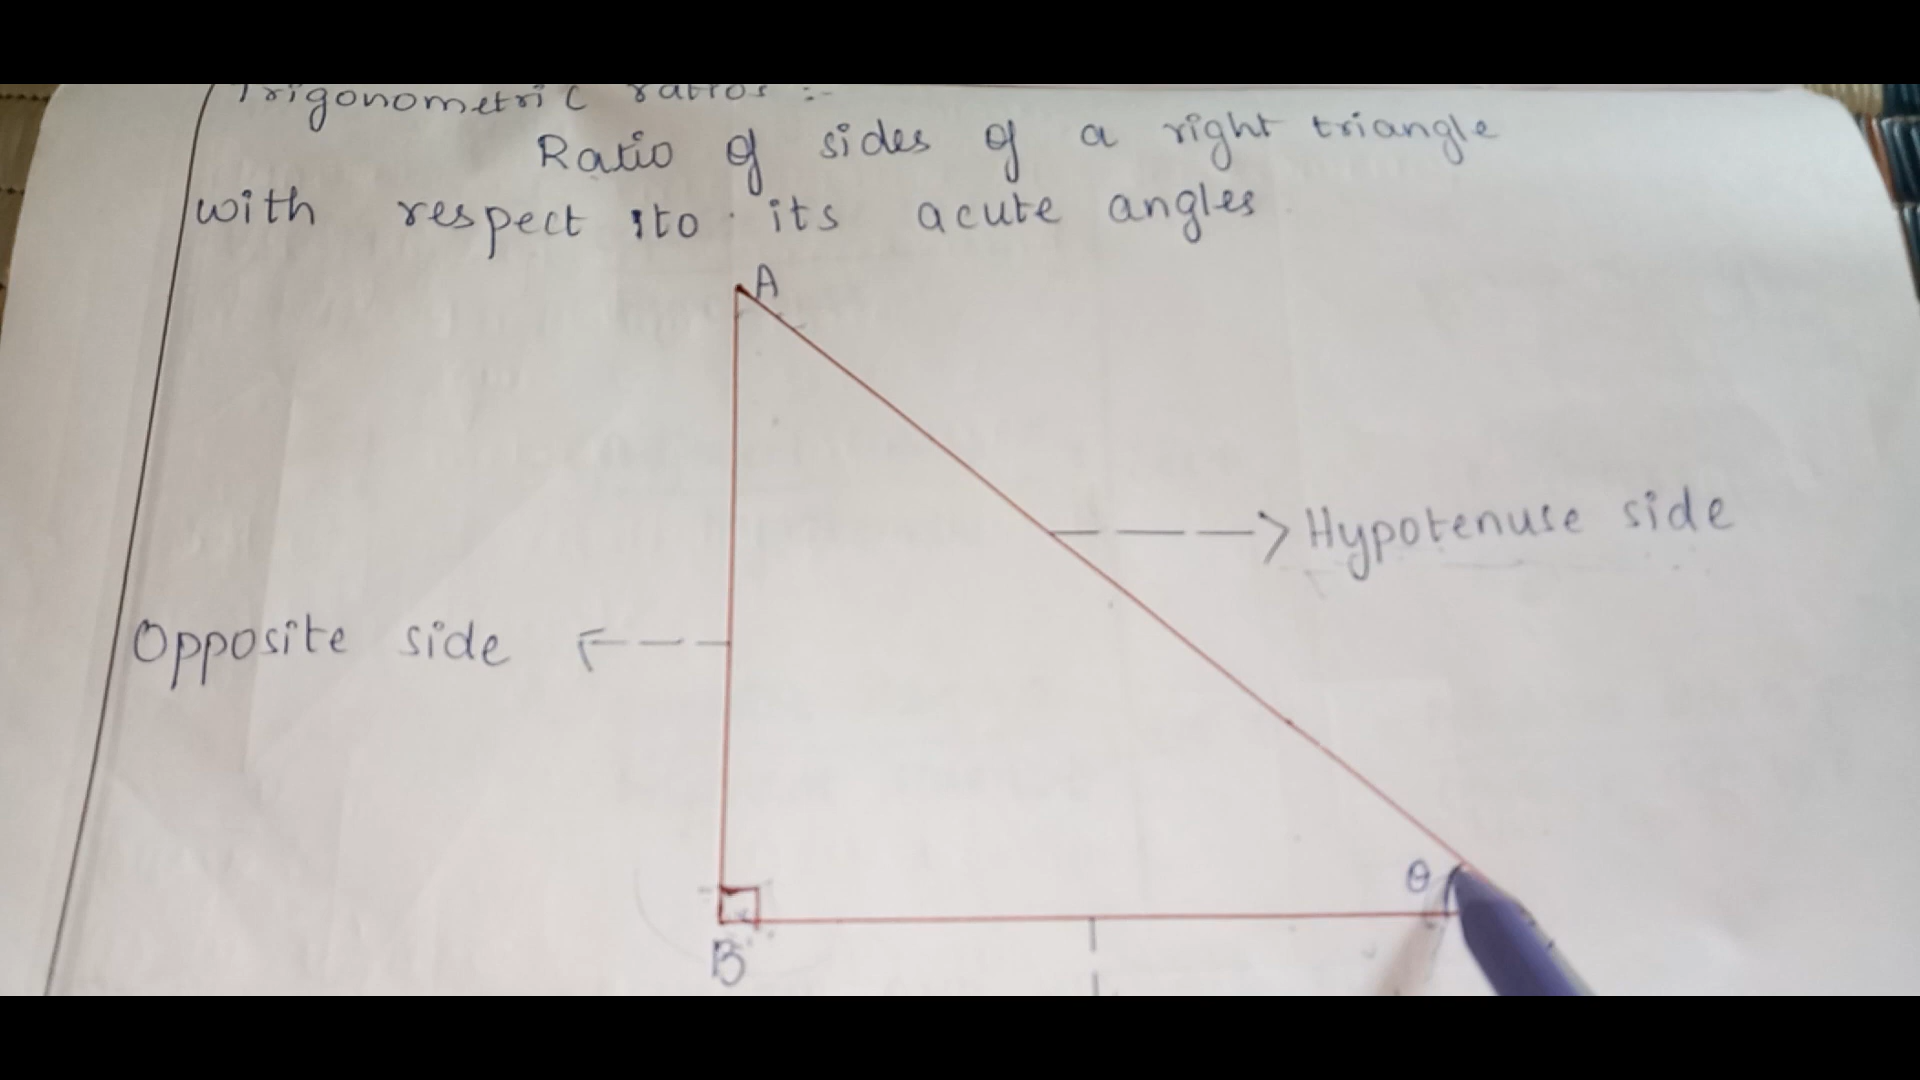 Trigonometric ratios :-
Ratio of sides of a right triangle
with respect to its acute angles
A
Hypotenuse side
Opposite side
θ
B